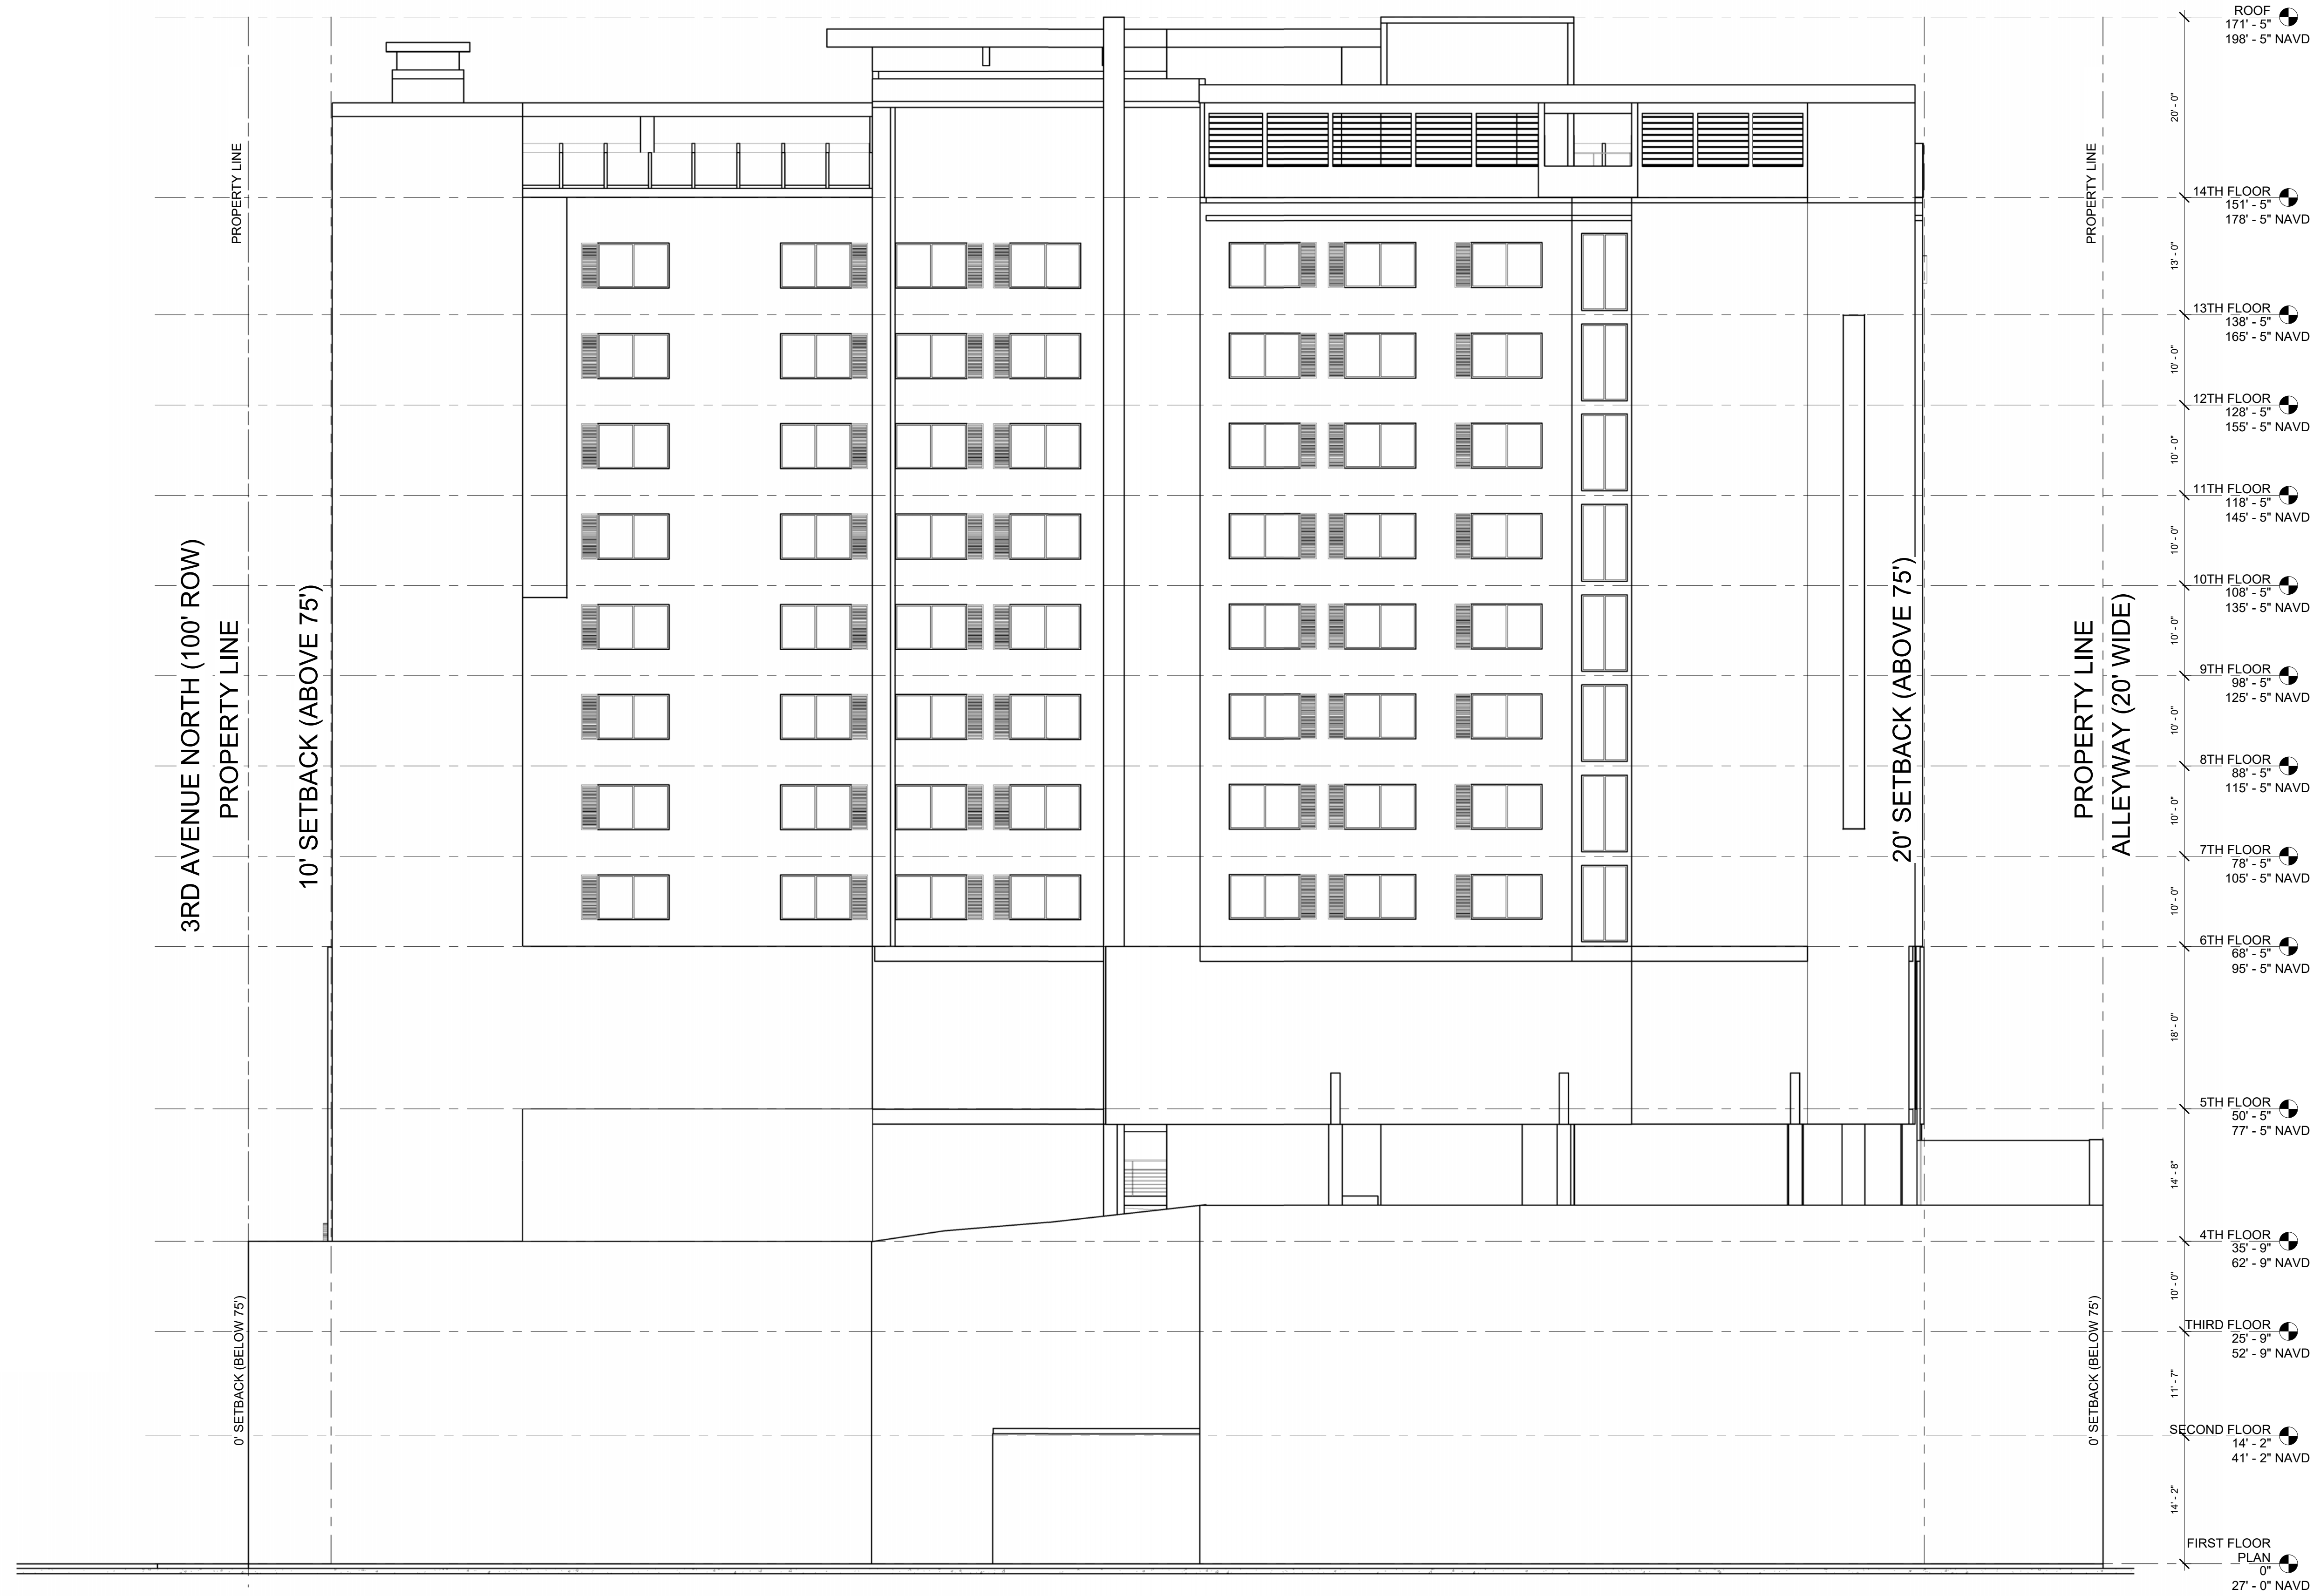 3RD AVENUE NORTH (100' ROW)
PROPERTY LINE
PROPERTY LINE
10' SETBACK (ABOVE 75')
0' SETBACK (BELOW 75')
20' SETBACK (ABOVE 75')
PROPERTY LINE
PROPERTY LINE
ALLEYWAY (20' WIDE)
0' SETBACK (BELOW 75')
ROOF
171' - 5"
198' - 5" NAVD
20' - 0"
14TH FLOOR
151' - 5"
178' - 5" NAVD
13' - 0"
13TH FLOOR
138' - 5"
165' - 5" NAVD
10' - 0"
12TH FLOOR
128' - 5"
155' - 5" NAVD
10' - 0"
11TH FLOOR
118' - 5"
145' - 5" NAVD
10' - 0"
10TH FLOOR
108' - 5"
135' - 5" NAVD
10' - 0"
9TH FLOOR
98' - 5"
125' - 5" NAVD
10' - 0"
8TH FLOOR
88' - 5"
115' - 5" NAVD
10' - 0"
7TH FLOOR
78' - 5"
105' - 5" NAVD
10' - 0"
6TH FLOOR
68' - 5"
95' - 5" NAVD
18' - 0"
5TH FLOOR
50' - 5"
77' - 5" NAVD
14' - 8"
4TH FLOOR
35' - 9"
62' - 9" NAVD
10' - 0"
THIRD FLOOR
25' - 9"
52' - 9" NAVD
11' - 7"
SECOND FLOOR
14' - 2"
41' - 2" NAVD
14' - 2"
FIRST FLOOR
PLAN
0"
27' - 0" NAVD